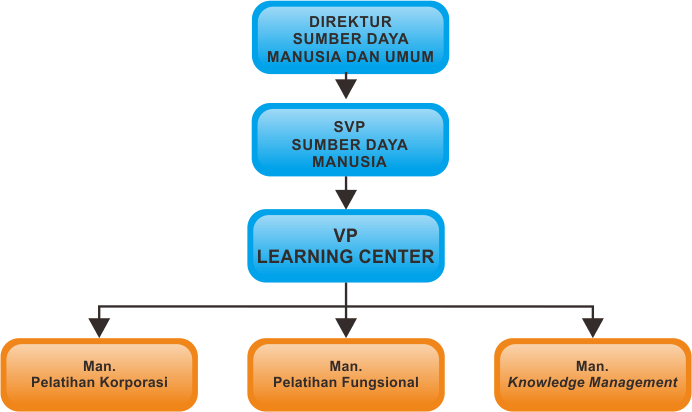 DIREKTUR
SUMBER DAYA
MANUSIA DAN UMUM
SVP
SUMBER DAYA
MANUSIA
VP
LEARNING CENTER
Man.
Pelatihan Korporasi
Man.
Pelatihan Fungsional
Man.
Knowledge Management